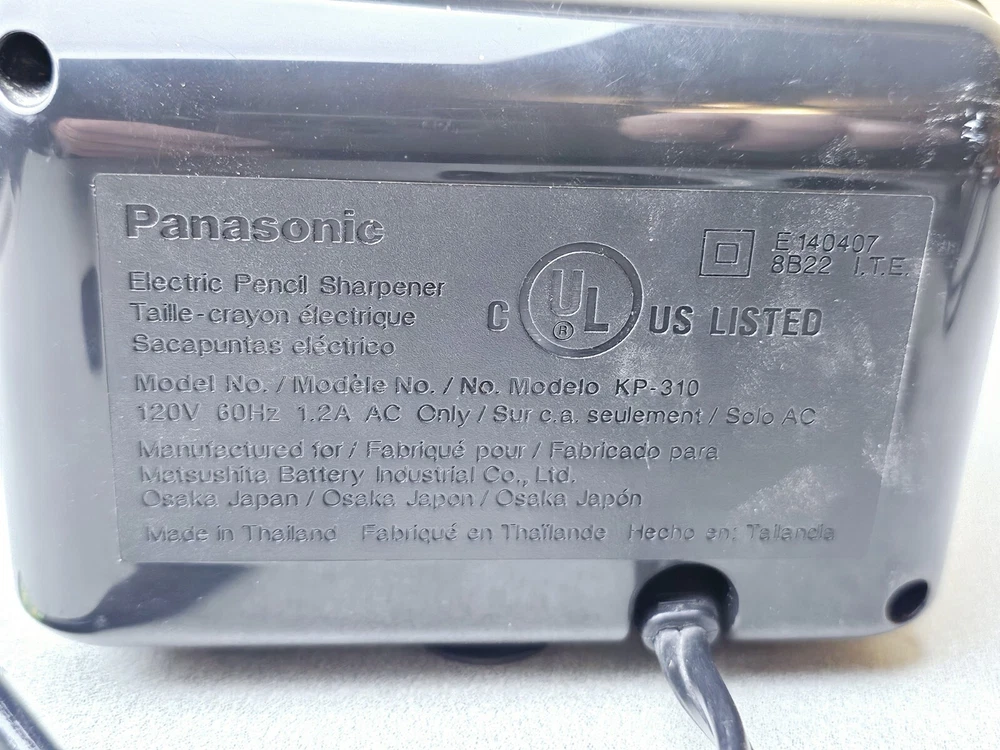 Panasonic
Electric Pencil Sharpener
Taille-crayon électrique
Sacapuntas eléctrico
C UL ® US LISTED
E 140407
8B22 I.T.E.
Model No. / Modèle No. / No. Modelo KP-310
120V 60Hz 1.2A AC Only / Sur c.a. seulement / Solo AC
Manufactured for / Fabriqué pour / Fabricado para
Matsushita Battery Industrial Co., Ltd.
Osaka Japan / Osaka Japon / Osaka Japón
Made in Thailand Fabriqué en Thaïlande Hecho en: Tailandia